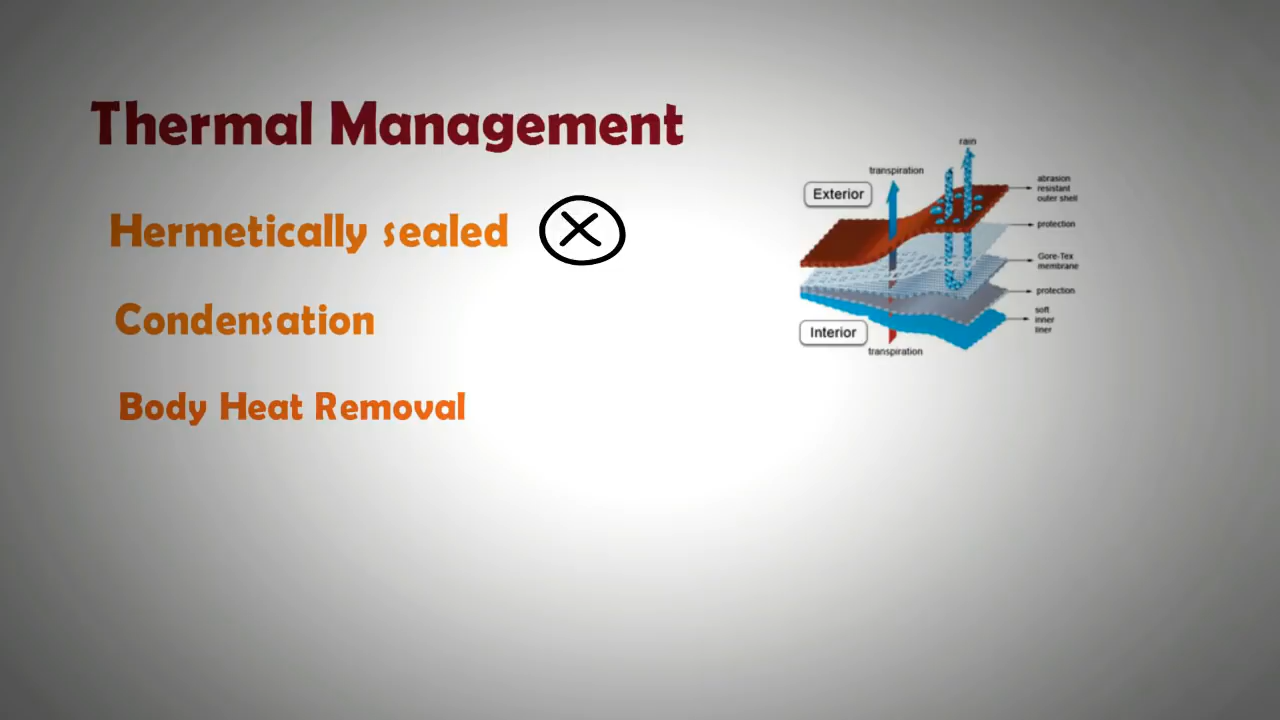 Thermal Management
Hermetically sealed
Condensation
Body Heat Removal
rain
transpiration
Exterior
abrasion
resistant
outer shell
protection
Gore-Tex
membrane
protection
soft
inner
liner
Interior
transpiration